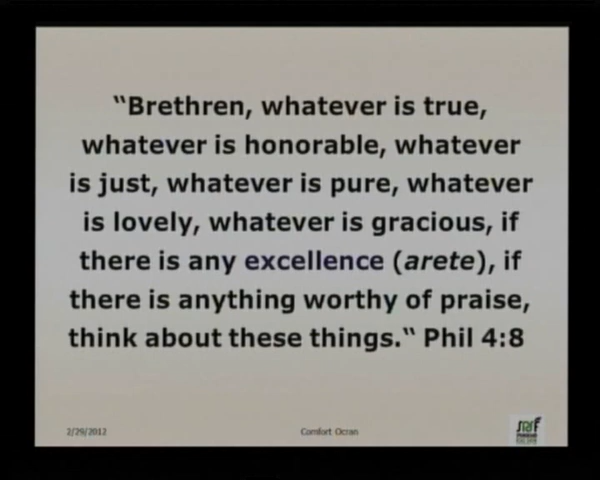 “Brethren, whatever is true,
whatever is honorable, whatever
is just, whatever is pure, whatever
is lovely, whatever is gracious, if
there is any excellence (arete), if
there is anything worthy of praise,
think about these things.“ Phil 4:8
2/29/2012 Comfort Ocran